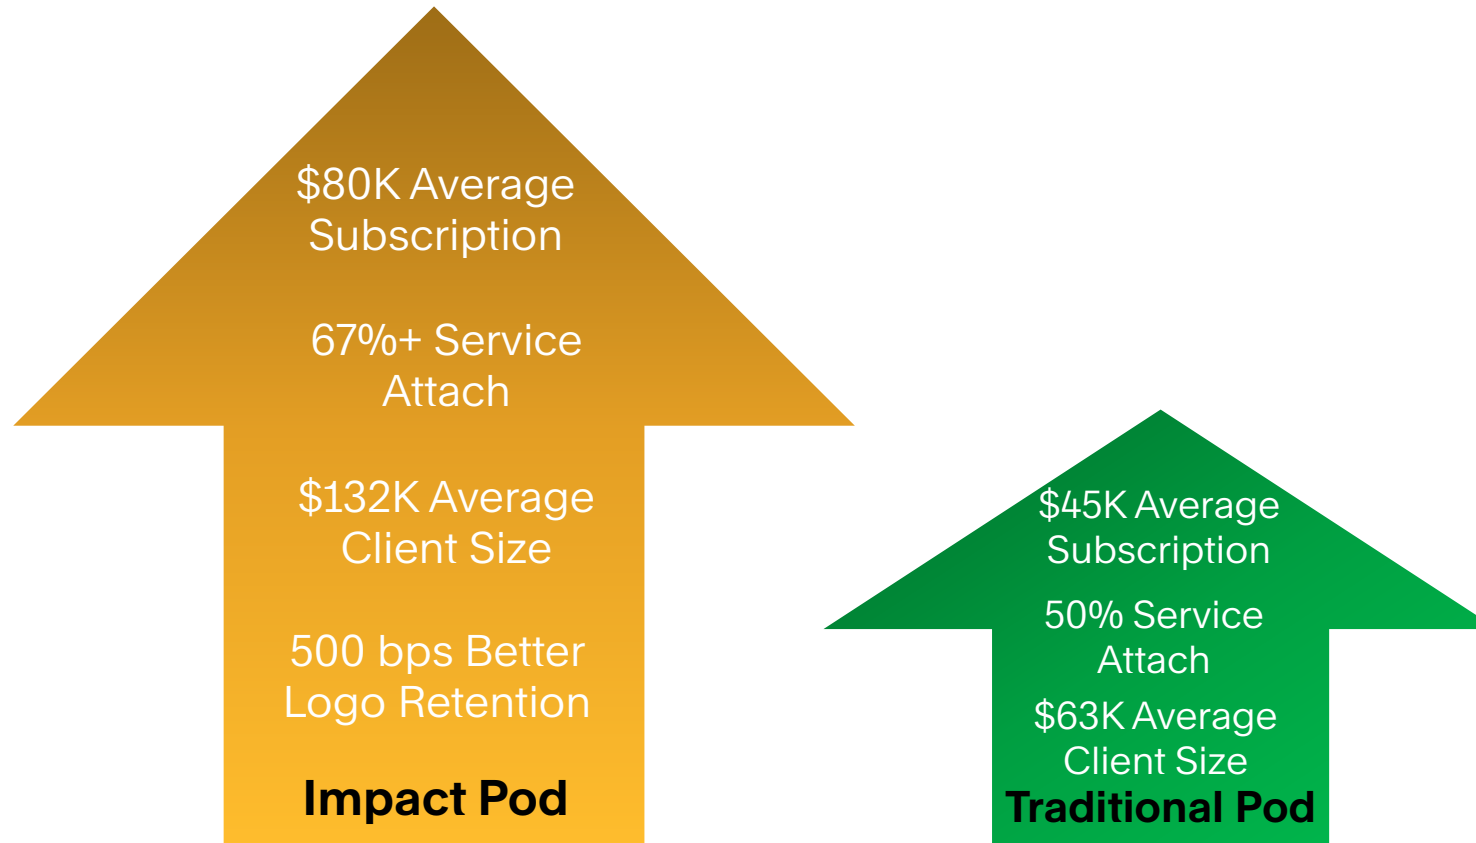 $80K Average
Subscription
67%+ Service
Attach
$132K Average
Client Size
500 bps Better
Logo Retention
Impact Pod
$45K Average
Subscription
50% Service
Attach
$63K Average
Client Size
Traditional Pod